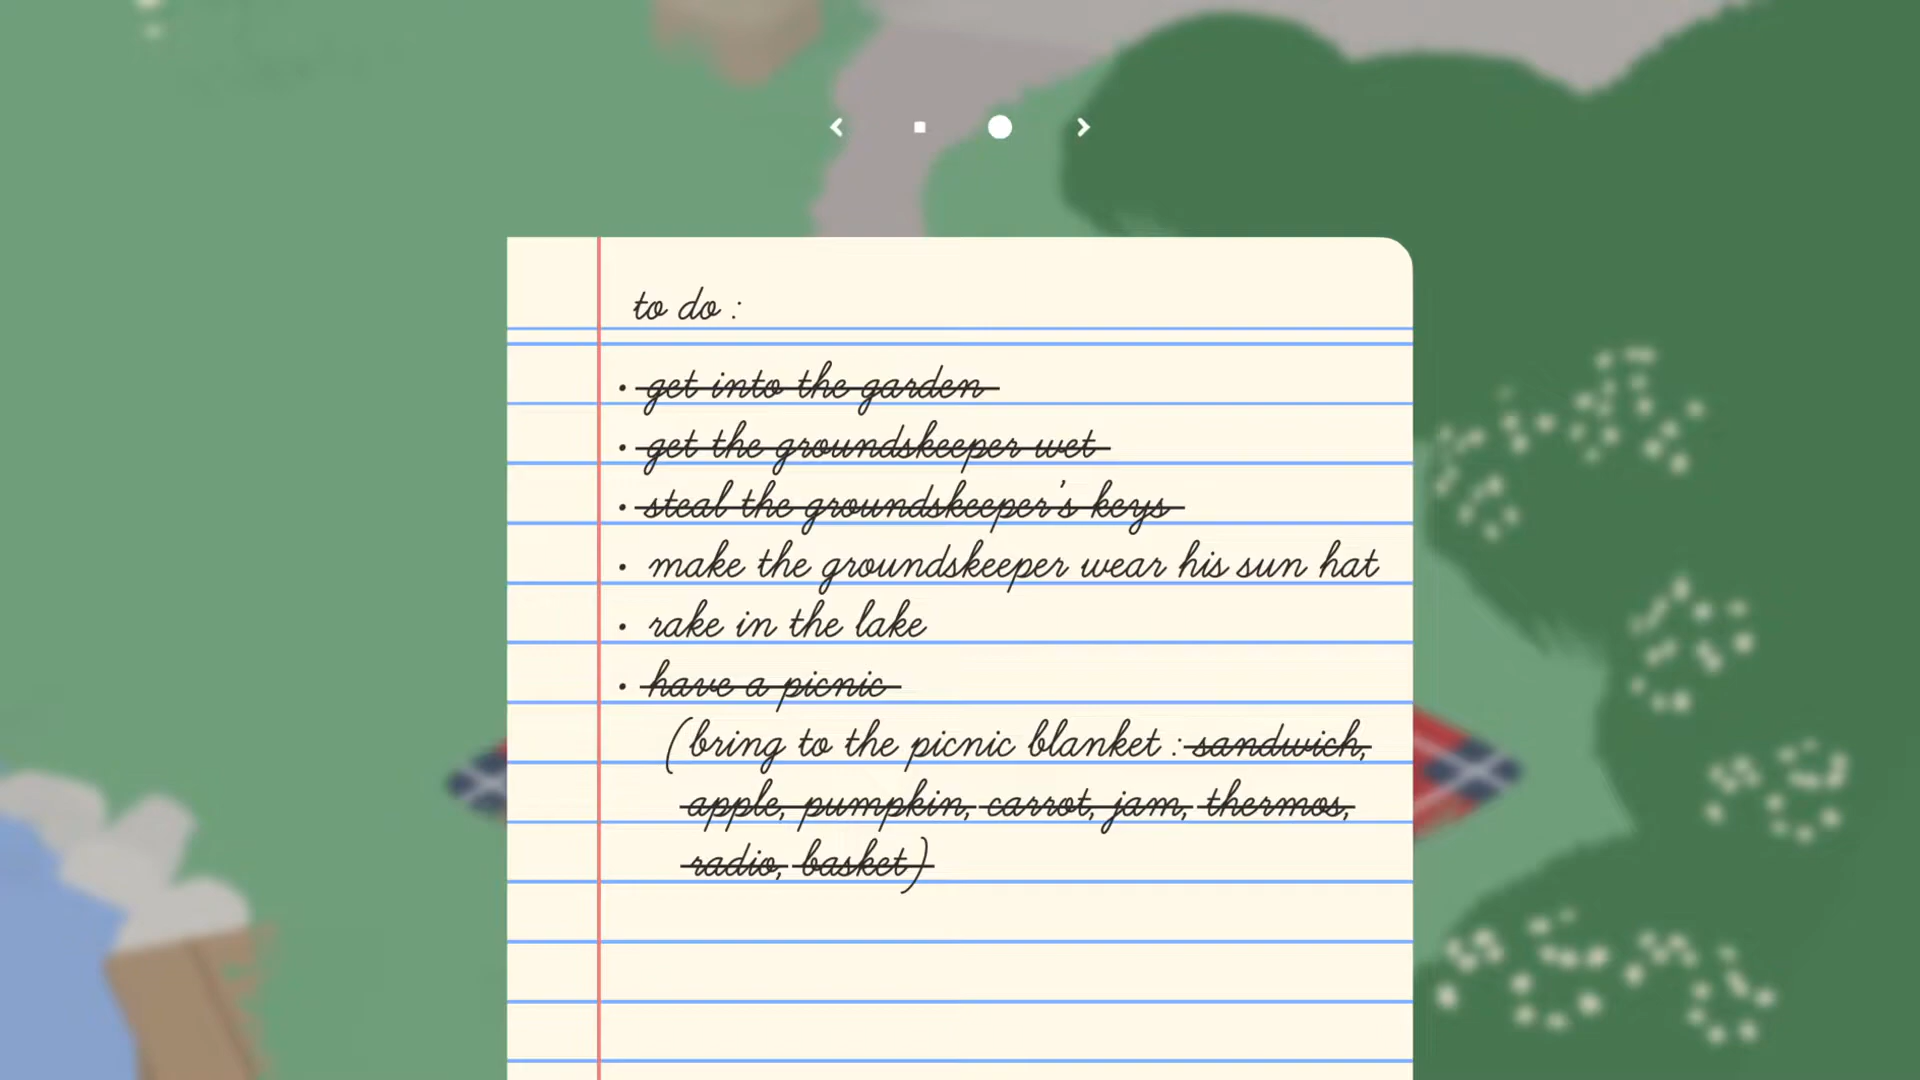 to do :
• get into the garden
• get the groundskeeper wet
• steal the groundskeeper's keys
• make the groundskeeper wear his sun hat
• rake in the lake
• have a picnic
(bring to the picnic blanket : sandwich,
apple, pumpkin, carrot, jam, thermos,
radio, basket)